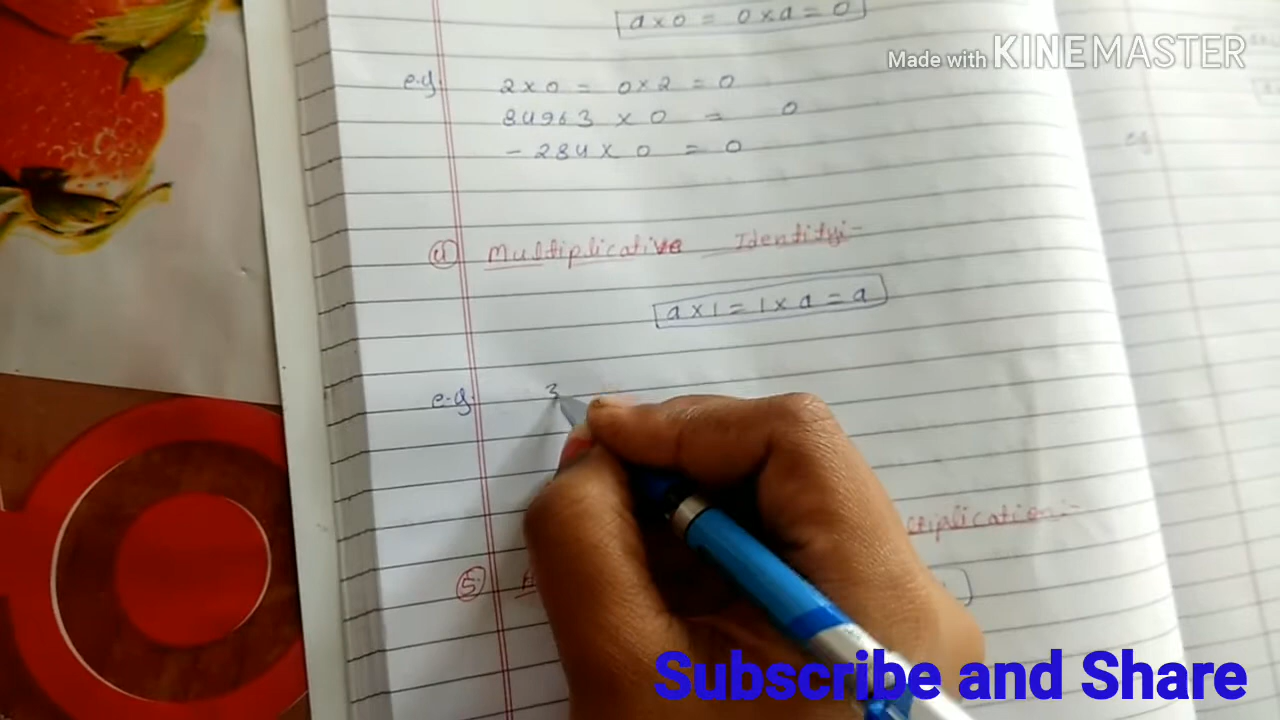 a x 0 = 0 x a = 0
Made with KINEMASTER
e.g. 2 x 0 = 0 x 2 = 0
84963 x 0 = 0
- 284 x 0 = 0
4 Multiplicative Identity:-
a x 1 = 1 x a = a
e.g. 3
5.
Subscribe and Share